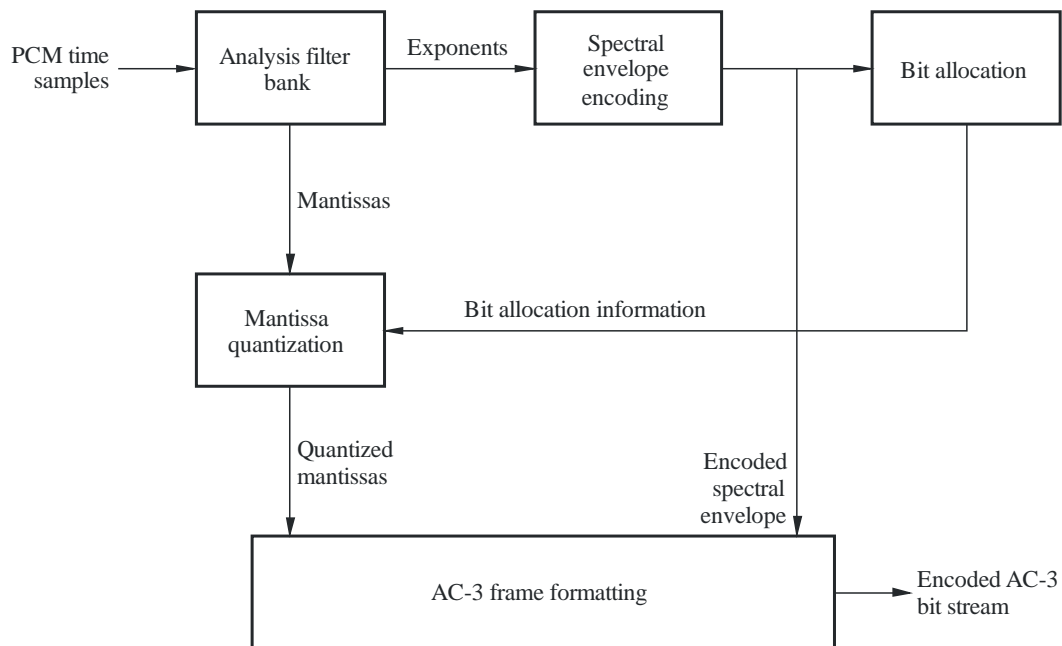 PCM time
samples
Analysis filter
bank
Exponents
Spectral
envelope
encoding
Bit allocation
Mantissas
Mantissa
quantization
Bit allocation information
Quantized
mantissas
Encoded
spectral
envelope
AC-3 frame formatting
Encoded AC-3
bit stream